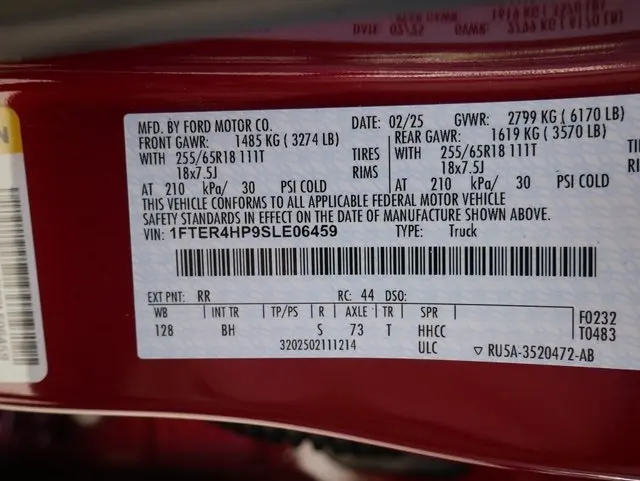 MFD. BY FORD MOTOR CO. DATE: 02/25 GVWR: 2799 KG ( 6170 LB)
FRONT GAWR: 1485 KG ( 3274 LB) REAR GAWR: 1619 KG ( 3570 LB)
WITH 255/65R18 111T TIRES WITH 255/65R18 111T TIRES
18x7.5J RIMS 18x7.5J RIMS
AT 210 kPa/ 30 PSI COLD AT 210 kPa/ 30 PSI COLD
THIS VEHICLE CONFORMS TO ALL APPLICABLE FEDERAL MOTOR VEHICLE
SAFETY STANDARDS IN EFFECT ON THE DATE OF MANUFACTURE SHOWN ABOVE.
VIN: 1FTER4HP9SLE06459 TYPE: Truck
EXT PNT: RR RC: 44 DSO:
WB INT TR TP/PS R AXLE TR SPR F0232
128 BH S 73 T HHCC T0483
3202502111214 ULC RU5A-3520472-AB